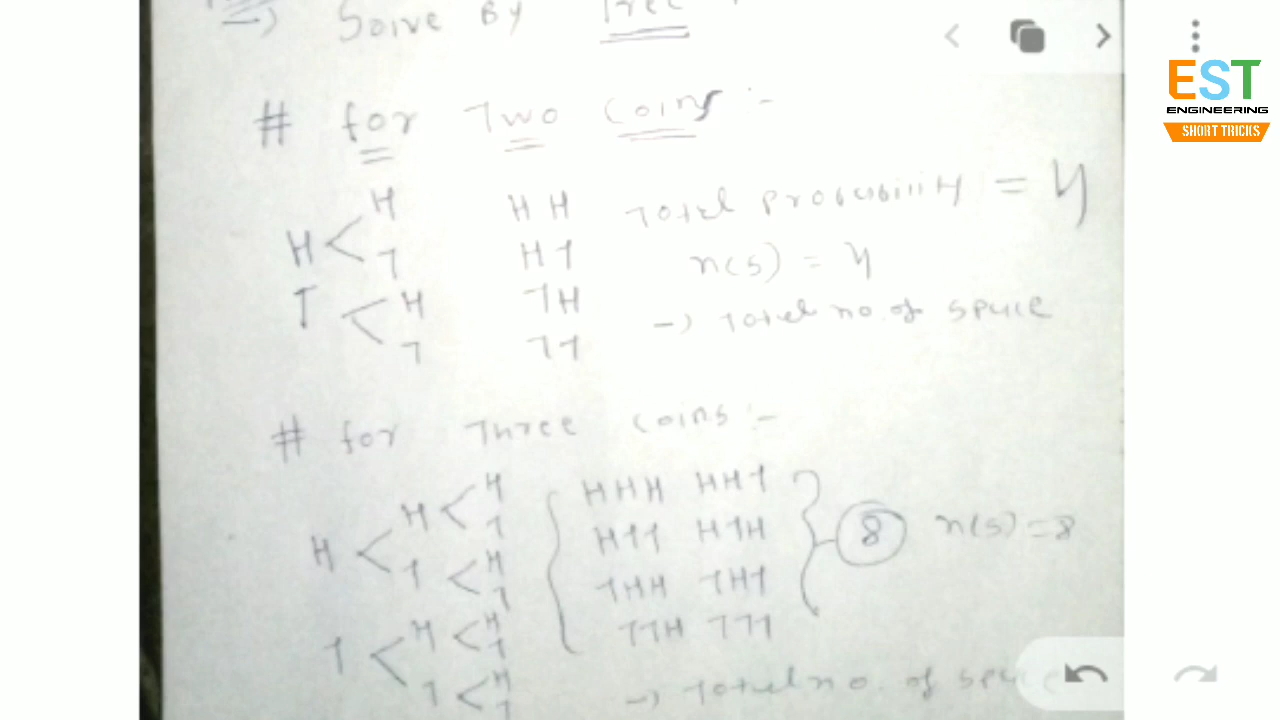 -> Solve By Tree
# for Two Coins :-
H < H HH Total probability = 4
T HT n(s) = 4
T < H TH -> Total no. of space
T TT
# for Three coins :-
H < H < H HHH HHT
T HTT HTH 8 n(s) = 8
T < H THH THT
T
T < H < H TTH TTT
T
T < H -> Total no. of space
T
EST
ENGINEERING
SHORT TRICKS